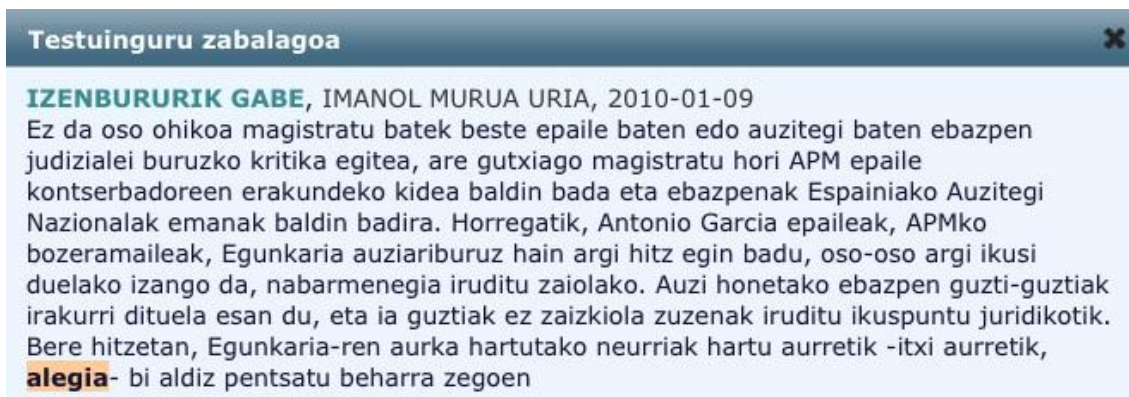 Testuinguru zabalagoa
IZENBURURIK GABE, IMANOL MURUA URIA, 2010-01-09
Ez da oso ohikoa magistratu batek beste epaile baten edo auzitegi baten ebazpen
judizialei buruzko kritika egitea, are gutxiago magistratu hori APM epaile
kontserbadoreen erakundeko kidea baldin bada eta ebazpenak Espainiako Auzitegi
Nazionalak emanak baldin badira. Horregatik, Antonio Garcia epaileak, APMko
bozeramaileak, Egunkaria auziariburuz hain argi hitz egin badu, oso-oso argi ikusi
duelako izango da, nabarmenegia iruditu zaiolako. Auzi honetako ebazpen guzti-guztiak
irakurri dituela esan du, eta ia guztiak ez zaizkiola zuzenak iruditu ikuspuntu juridikotik.
Bere hitzetan, Egunkaria-ren aurka hartutako neurriak hartu aurretik -itxi aurretik,
alegia- bi aldiz pentsatu beharra zegoen